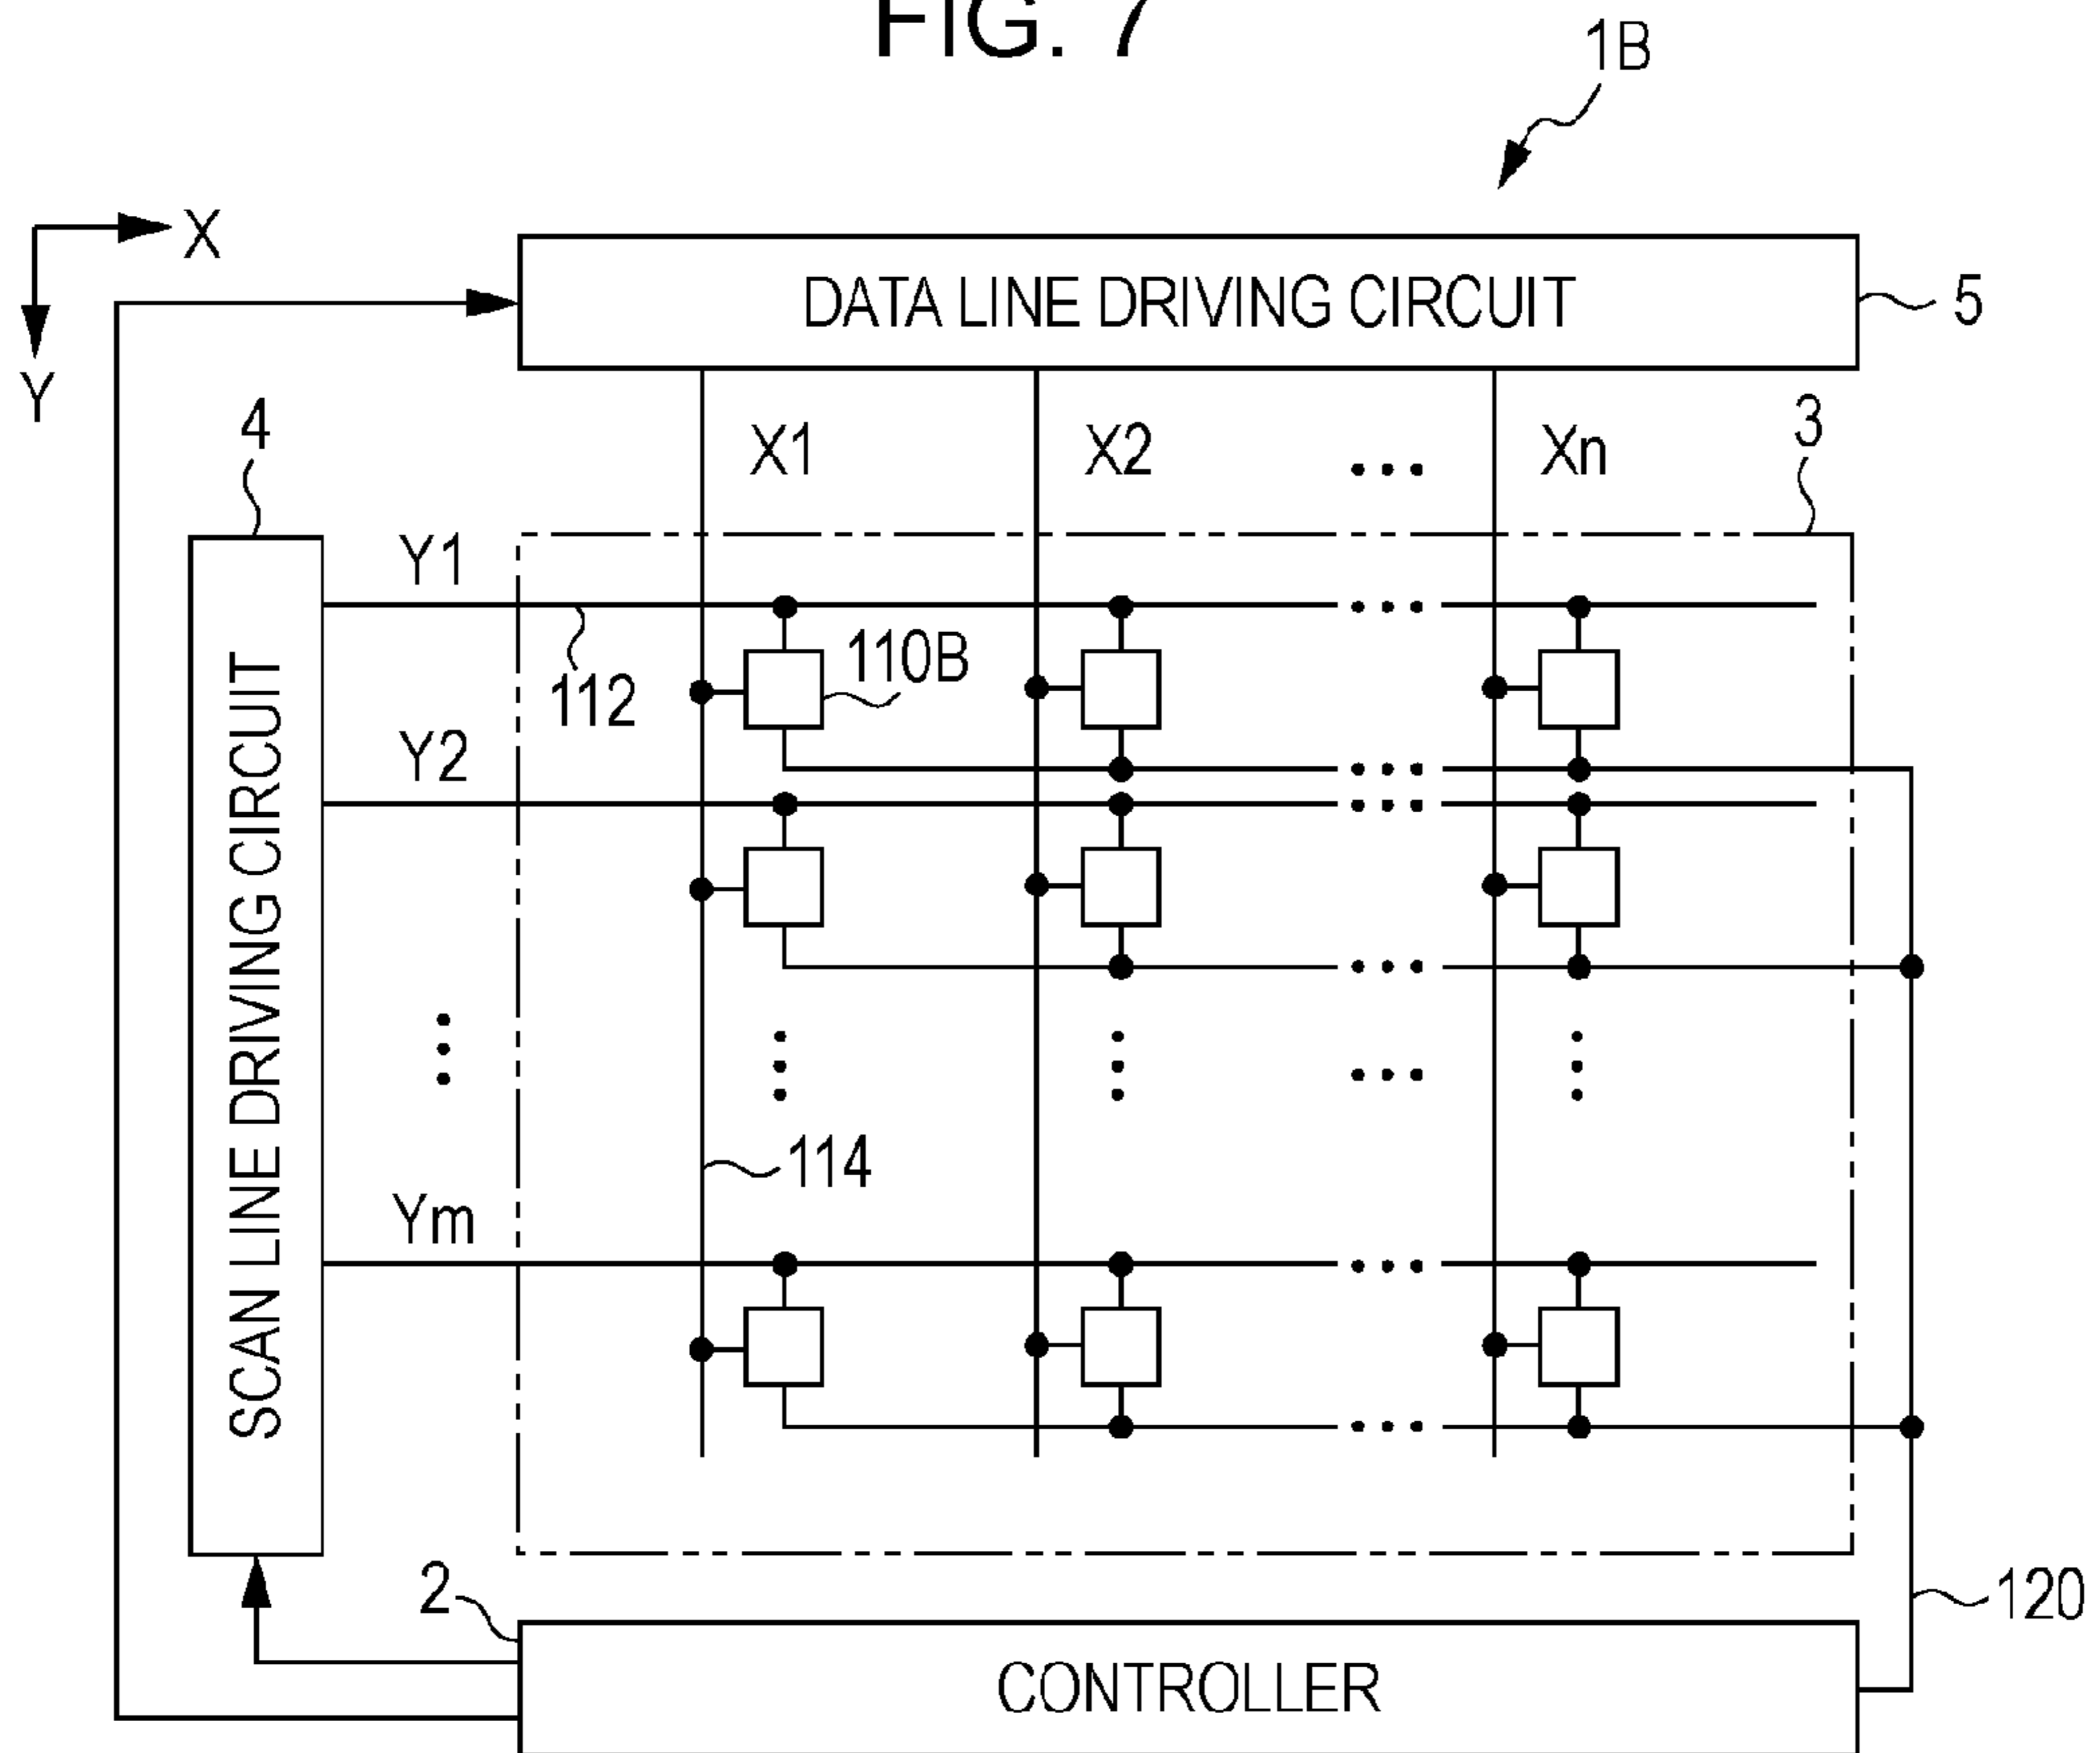 FIG. 7
1B
X
Y
DATA LINE DRIVING CIRCUIT
5
4
X1
X2
...
Xn
3
Y1
112
110B
Y2
SCAN LINE DRIVING CIRCUIT
114
Ym
2
120
CONTROLLER